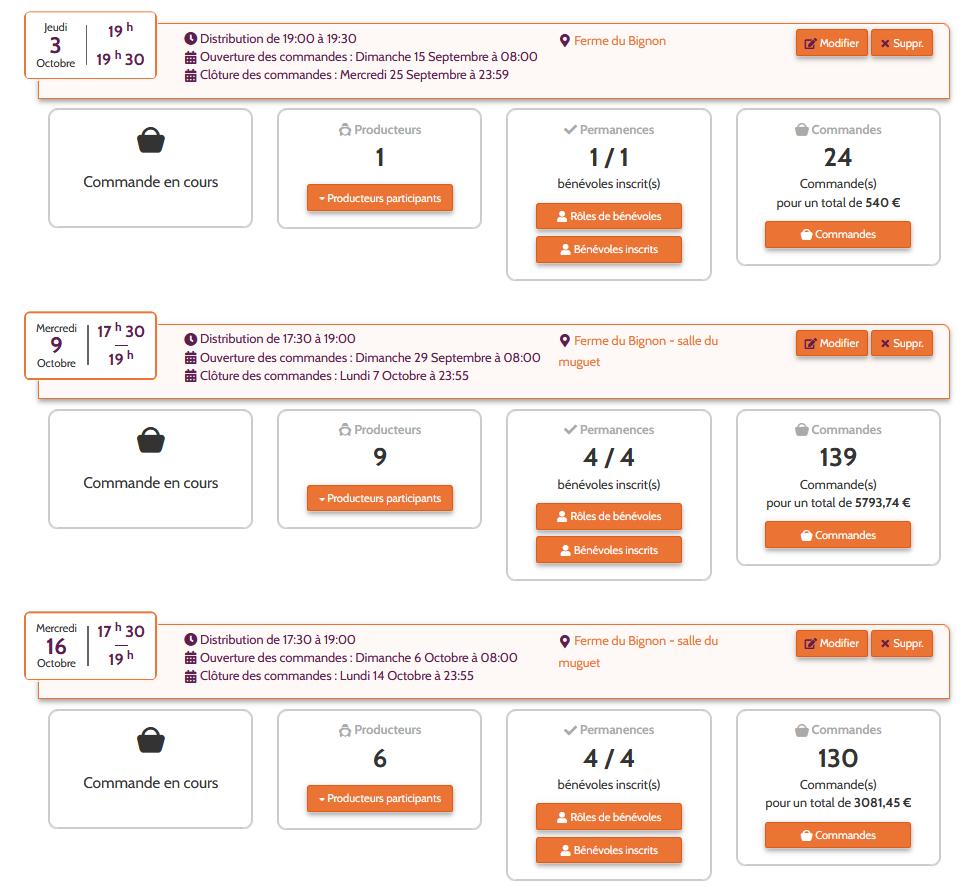 Jeudi
3
Octobre
19 h
19 h 30
Distribution de 19:00 à 19:30
Ouverture des commandes : Dimanche 15 Septembre à 08:00
Clôture des commandes : Mercredi 25 Septembre à 23:59
Ferme du Bignon
Modifier
Suppr.
Commande en cours
Producteurs
1
Producteurs participants
Permanences
1 / 1
bénévoles inscrit(s)
Rôles de bénévoles
Bénévoles inscrits
Commandes
24
Commande(s)
pour un total de 540 €
Commandes
Mercredi
9
Octobre
17 h 30
19 h
Distribution de 17:30 à 19:00
Ouverture des commandes : Dimanche 29 Septembre à 08:00
Clôture des commandes : Lundi 7 Octobre à 23:55
Ferme du Bignon - salle du
muguet
Modifier
Suppr.
Commande en cours
Producteurs
9
Producteurs participants
Permanences
4 / 4
bénévoles inscrit(s)
Rôles de bénévoles
Bénévoles inscrits
Commandes
139
Commande(s)
pour un total de 5793,74 €
Commandes
Mercredi
16
Octobre
17 h 30
19 h
Distribution de 17:30 à 19:00
Ouverture des commandes : Dimanche 6 Octobre à 08:00
Clôture des commandes : Lundi 14 Octobre à 23:55
Ferme du Bignon - salle du
muguet
Modifier
Suppr.
Commande en cours
Producteurs
6
Producteurs participants
Permanences
4 / 4
bénévoles inscrit(s)
Rôles de bénévoles
Bénévoles inscrits
Commandes
130
Commande(s)
pour un total de 3081,45 €
Commandes